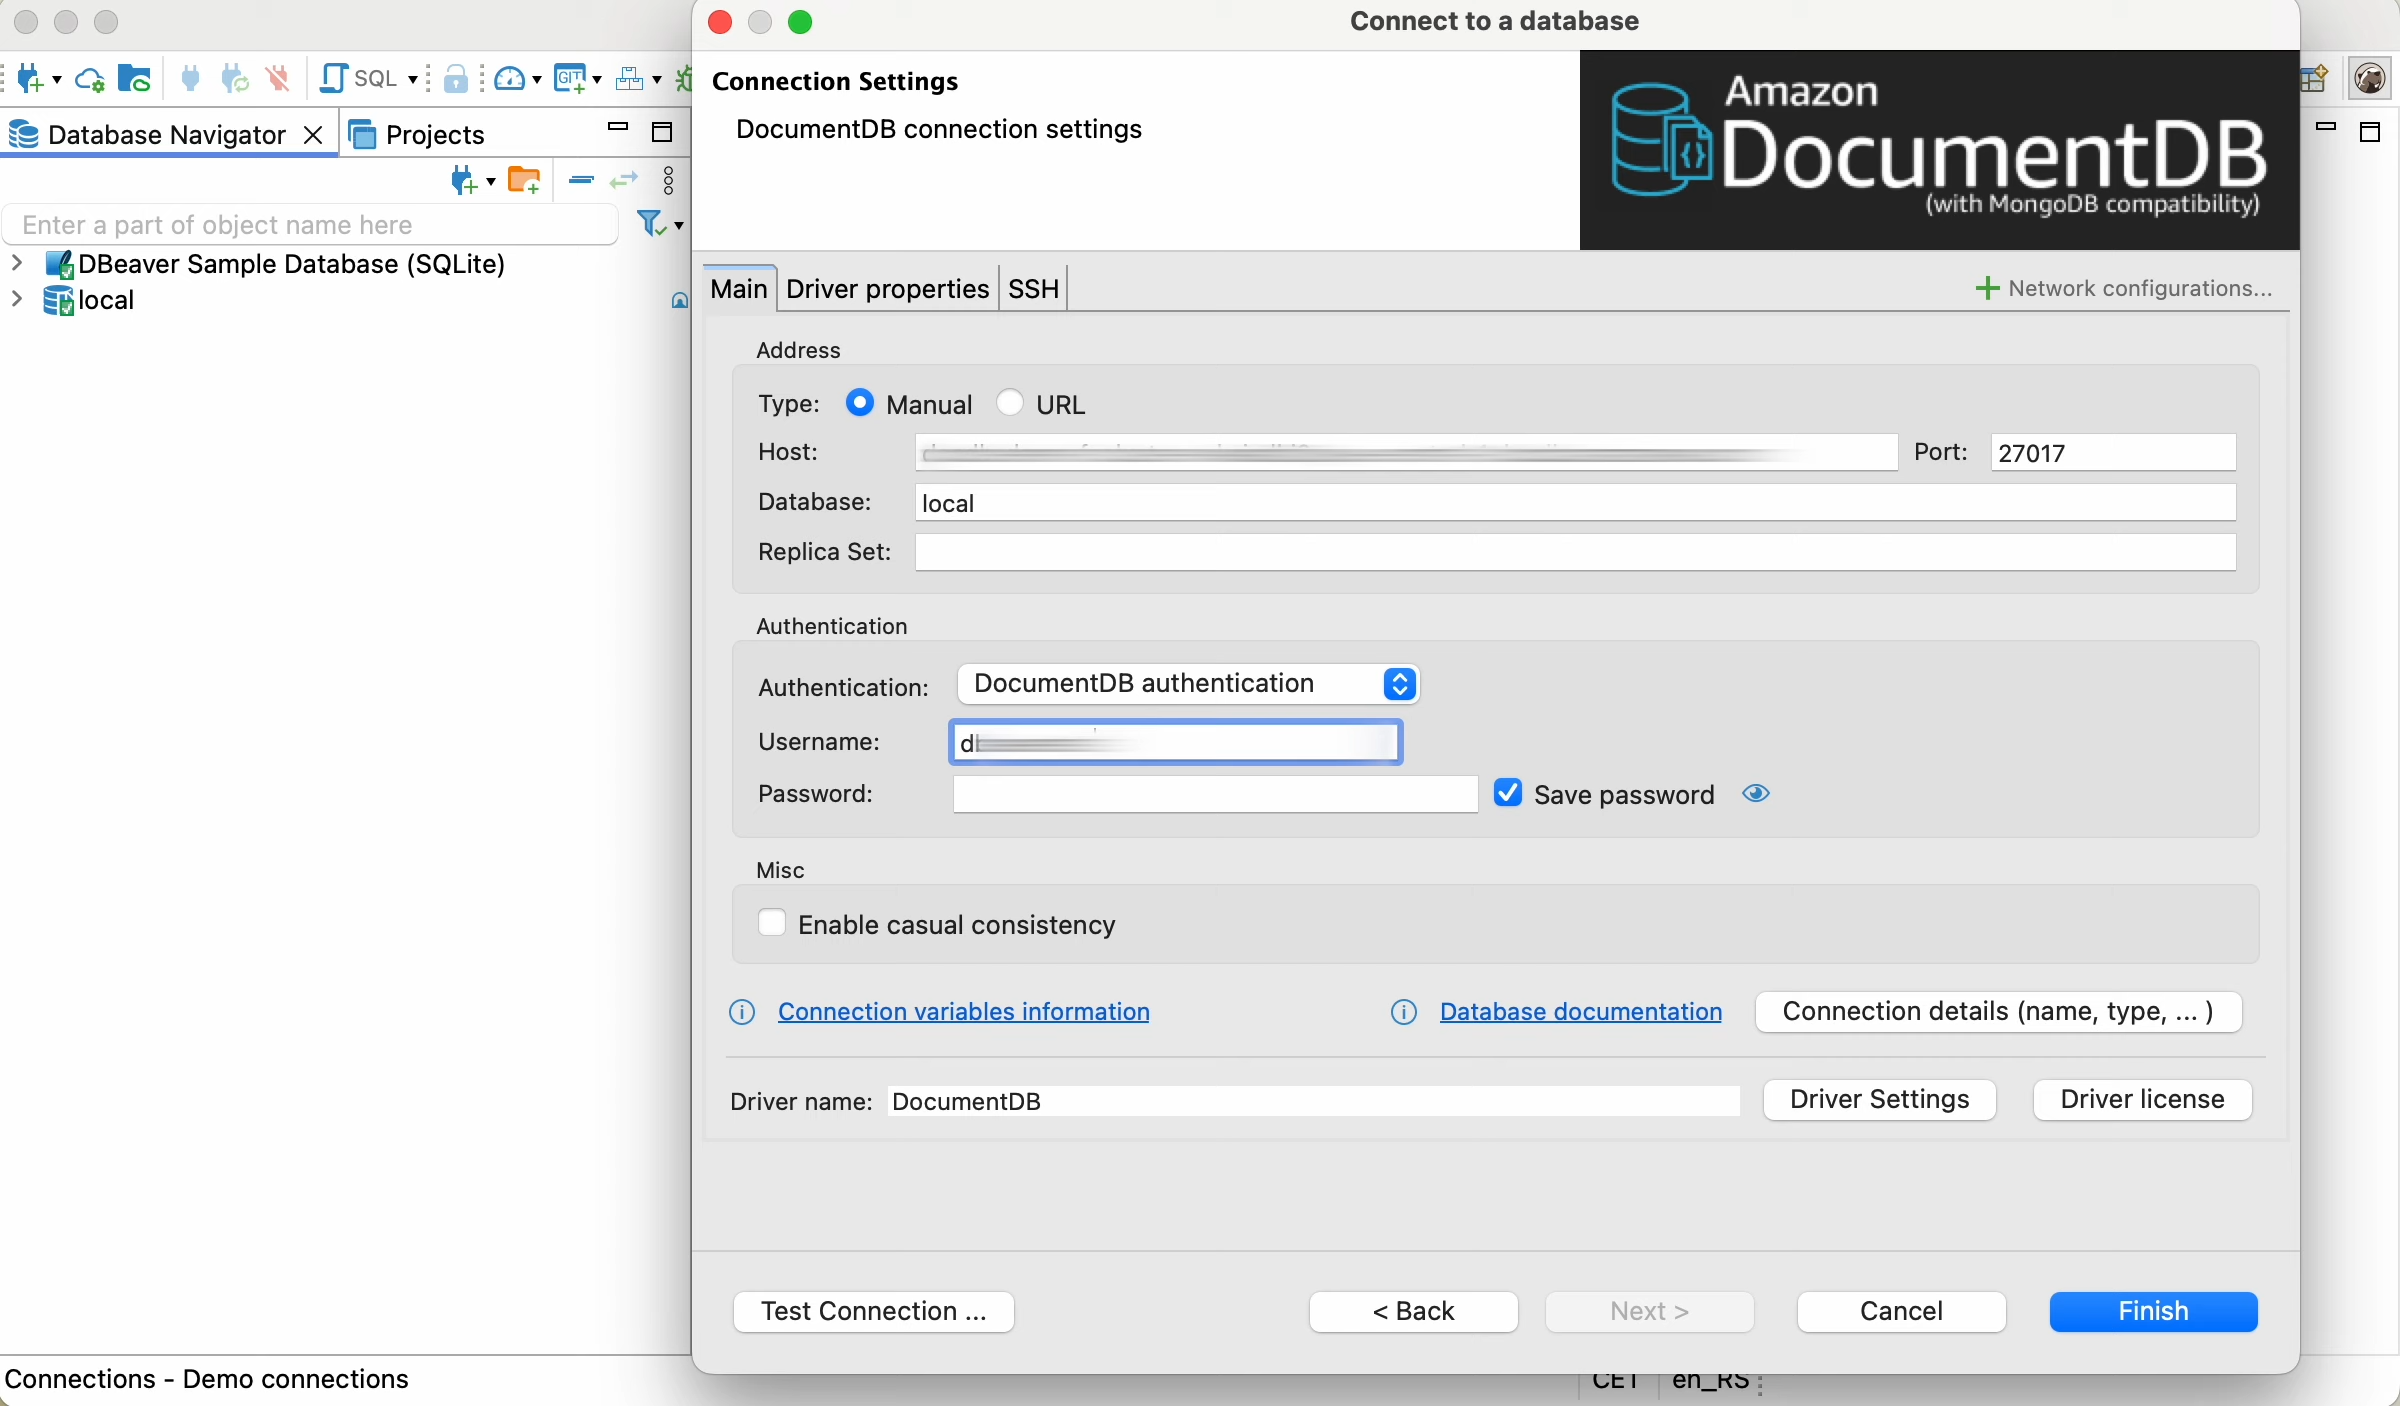 Connect to a database
SQL
GIT
Database Navigator
Projects
Enter a part of object name here
DBeaver Sample Database (SQLite)
local
Connection Settings
DocumentDB connection settings
Amazon
DocumentDB
(with MongoDB compatibility)
Main
Driver properties
SSH
Network configurations...
Address
Type:
Manual
URL
Host:
Port:
27017
Database:
local
Replica Set:
Authentication
Authentication:
DocumentDB authentication
Username:
Password:
Save password
Misc
Enable casual consistency
Connection variables information
Database documentation
Connection details (name, type, ... )
Driver name:
DocumentDB
Driver Settings
Driver license
Test Connection ...
< Back
Next >
Cancel
Finish
Connections - Demo connections
CET
en_RS